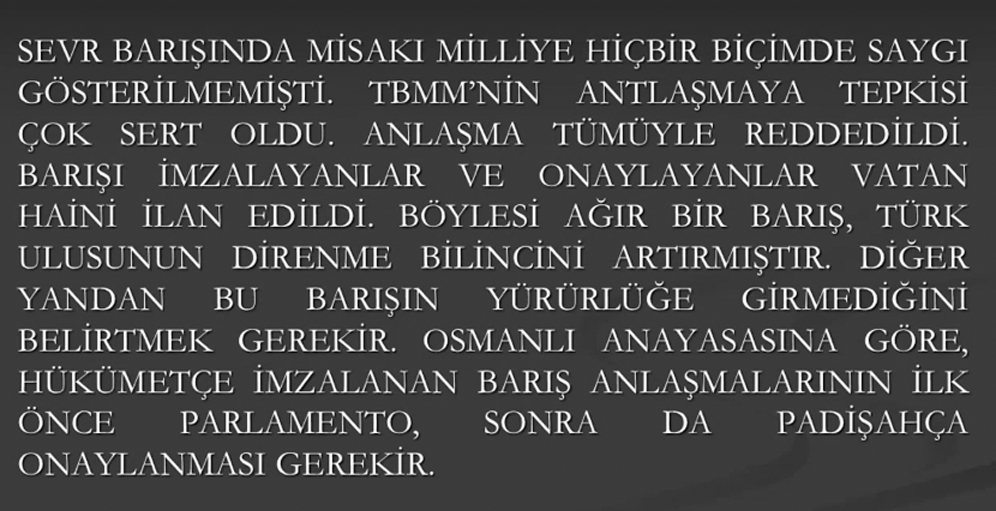 SEVR BARIŞINDA MİSAKI MİLLİYE HİÇBİR BİÇİMDE SAYGI
GÖSTERİLMEMİŞTİ. TBMM'NİN ANTLAŞMAYA TEPKİSİ
ÇOK SERT OLDU. ANLAŞMA TÜMÜYLE REDDEDİLDİ.
BARIŞI İMZALAYANLAR VE ONAYLAYANLAR VATAN
HAİNİ İLAN EDİLDİ. BÖYLESİ AĞIR BİR BARIŞ, TÜRK
ULUSUNUN DİRENME BİLİNCİNİ ARTIRMIŞTIR. DİĞER
YANDAN BU BARIŞIN YÜRÜRLÜĞE GİRMEDİĞİNİ
BELİRTMEK GEREKİR. OSMANLI ANAYASASINA GÖRE,
HÜKÜMETÇE İMZALANAN BARIŞ ANLAŞMALARININ İLK
ÖNCE PARLAMENTO, SONRA DA PADİŞAHÇA
ONAYLANMASI GEREKİR.